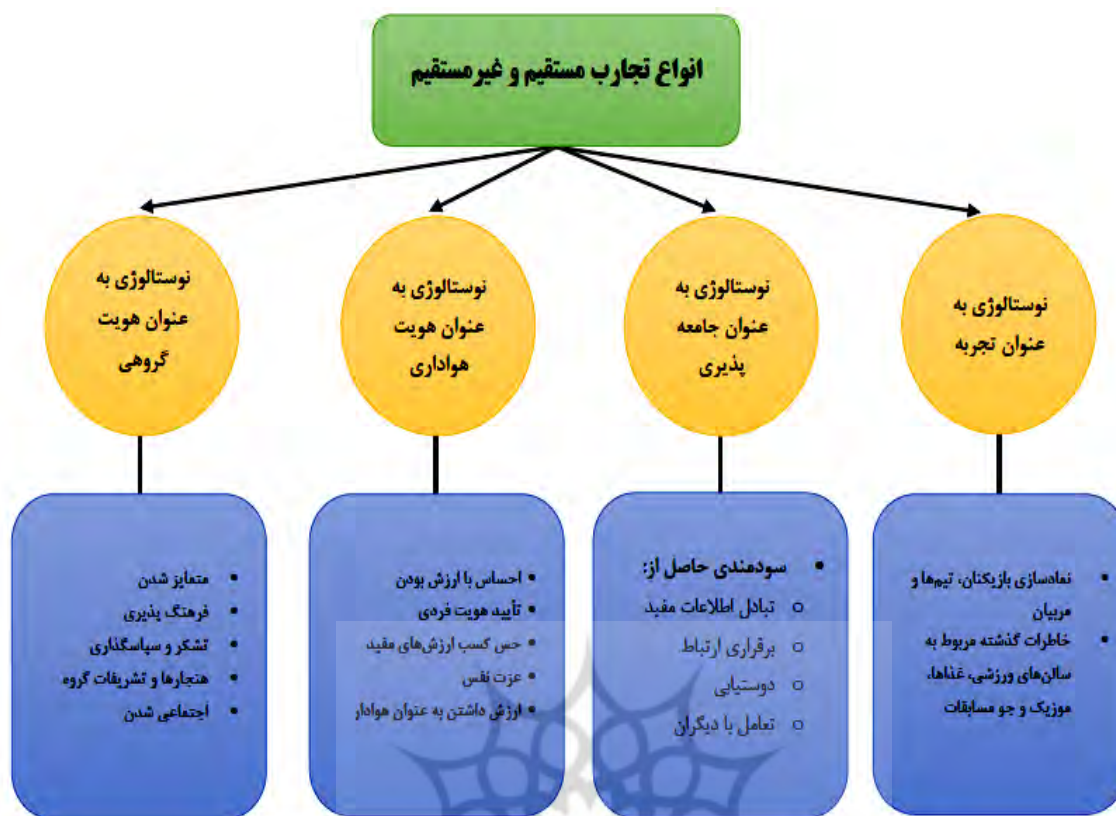 انواع تجارب مستقیم و غیرمستقیم
نوستالوژی به
عنوان تجربه
نوستالوژی به
عنوان جامعه
پذیری
نوستالوژی به
عنوان هویت
هواداری
نوستالوژی به
عنوان هویت
گروهی
• نمادسازی بازیکنان، تیم‌ها و
مربیان
• خاطرات گذشته مربوط به
سالن‌های ورزشی، غذاها،
موزیک و جو مسابقات
• سودمندی حاصل از:
o تبادل اطلاعات مفید
o برقراری ارتباط
o دوستیابی
o تعامل با دیگران
• احساس با ارزش بودن
• تأیید هویت فردی
• حس کسب ارزش‌های مفید
• عزت نفس
• ارزش داشتن به عنوان هوادار
• متمایز شدن
• فرهنگ پذیری
• تشکر و سپاسگذاری
• هنجارها و تشریفات گروه
• اجتماعی شدن